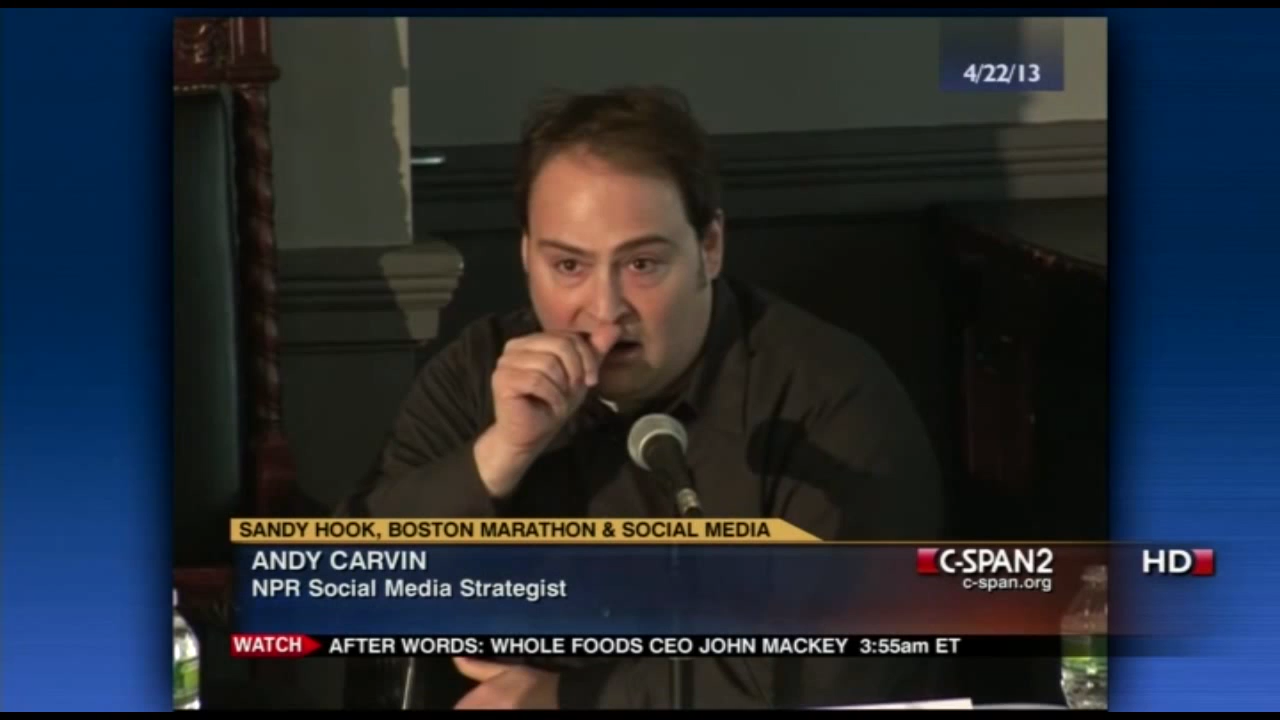 4/22/13
SANDY HOOK, BOSTON MARATHON & SOCIAL MEDIA
ANDY CARVIN
NPR Social Media Strategist
C-SPAN2
c-span.org
HD
WATCH AFTER WORDS: WHOLE FOODS CEO JOHN MACKEY 3:55am ET